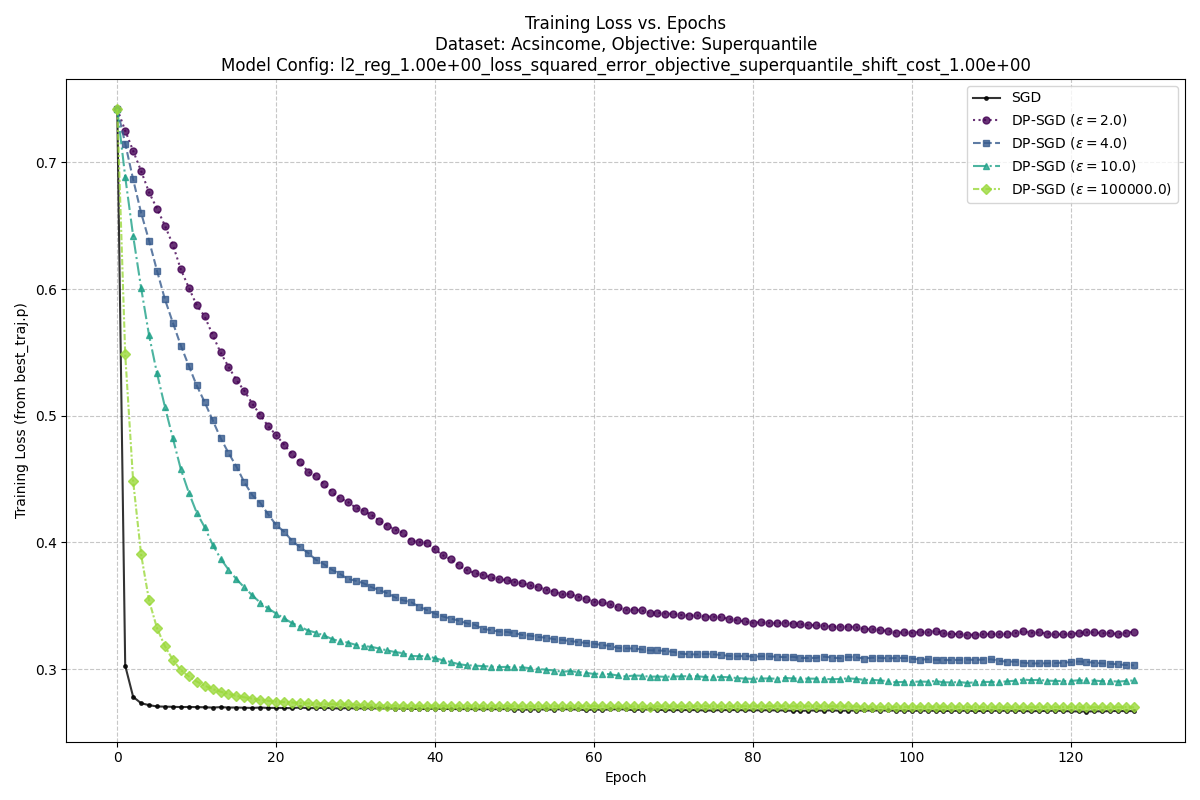 Training Loss vs. Epochs
Dataset: Acsincome, Objective: Superquantile
Model Config: l2_reg_1.00e+00_loss_squared_error_objective_superquantile_shift_cost_1.00e+00
SGD
DP-SGD (ε = 2.0)
DP-SGD (ε = 4.0)
DP-SGD (ε = 10.0)
DP-SGD (ε = 100000.0)
Training Loss (from best_traj.p)
0.7
0.6
0.5
0.4
0.3
0 20 40 60 80 100 120
Epoch